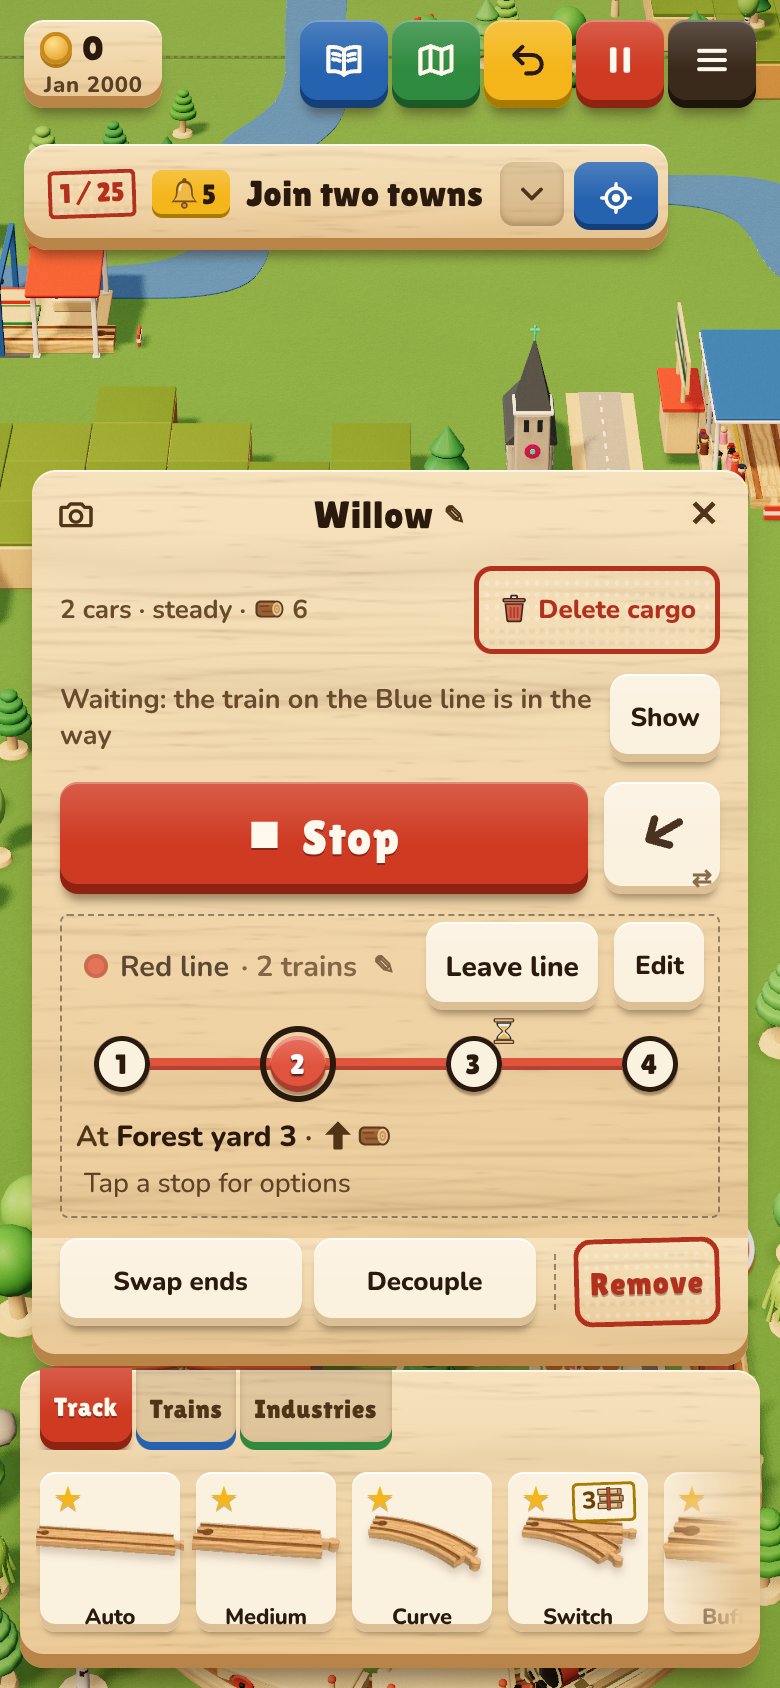 0
Jan 2000
1/25
5
Join two towns
Willow
2 cars · steady · 6
Delete cargo
Waiting: the train on the Blue line is in the
way
Show
Stop
Red line · 2 trains
Leave line
Edit
1
2
3
4
At Forest yard 3 ·
Tap a stop for options
Swap ends
Decouple
Remove
Track
Trains
Industries
3
Auto
Medium
Curve
Switch